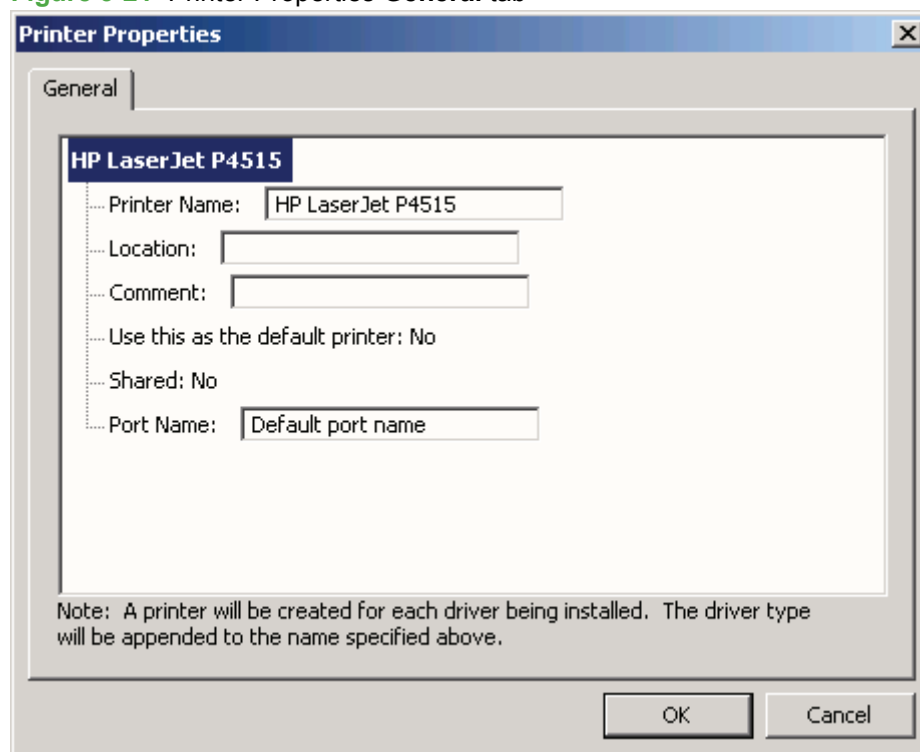 Printer Properties
General
HP LaserJet P4515
Printer Name: HP LaserJet P4515
Location:
Comment:
Use this as the default printer: No
Shared: No
Port Name: Default port name
Note: A printer will be created for each driver being installed. The driver type
will be appended to the name specified above.
OK Cancel